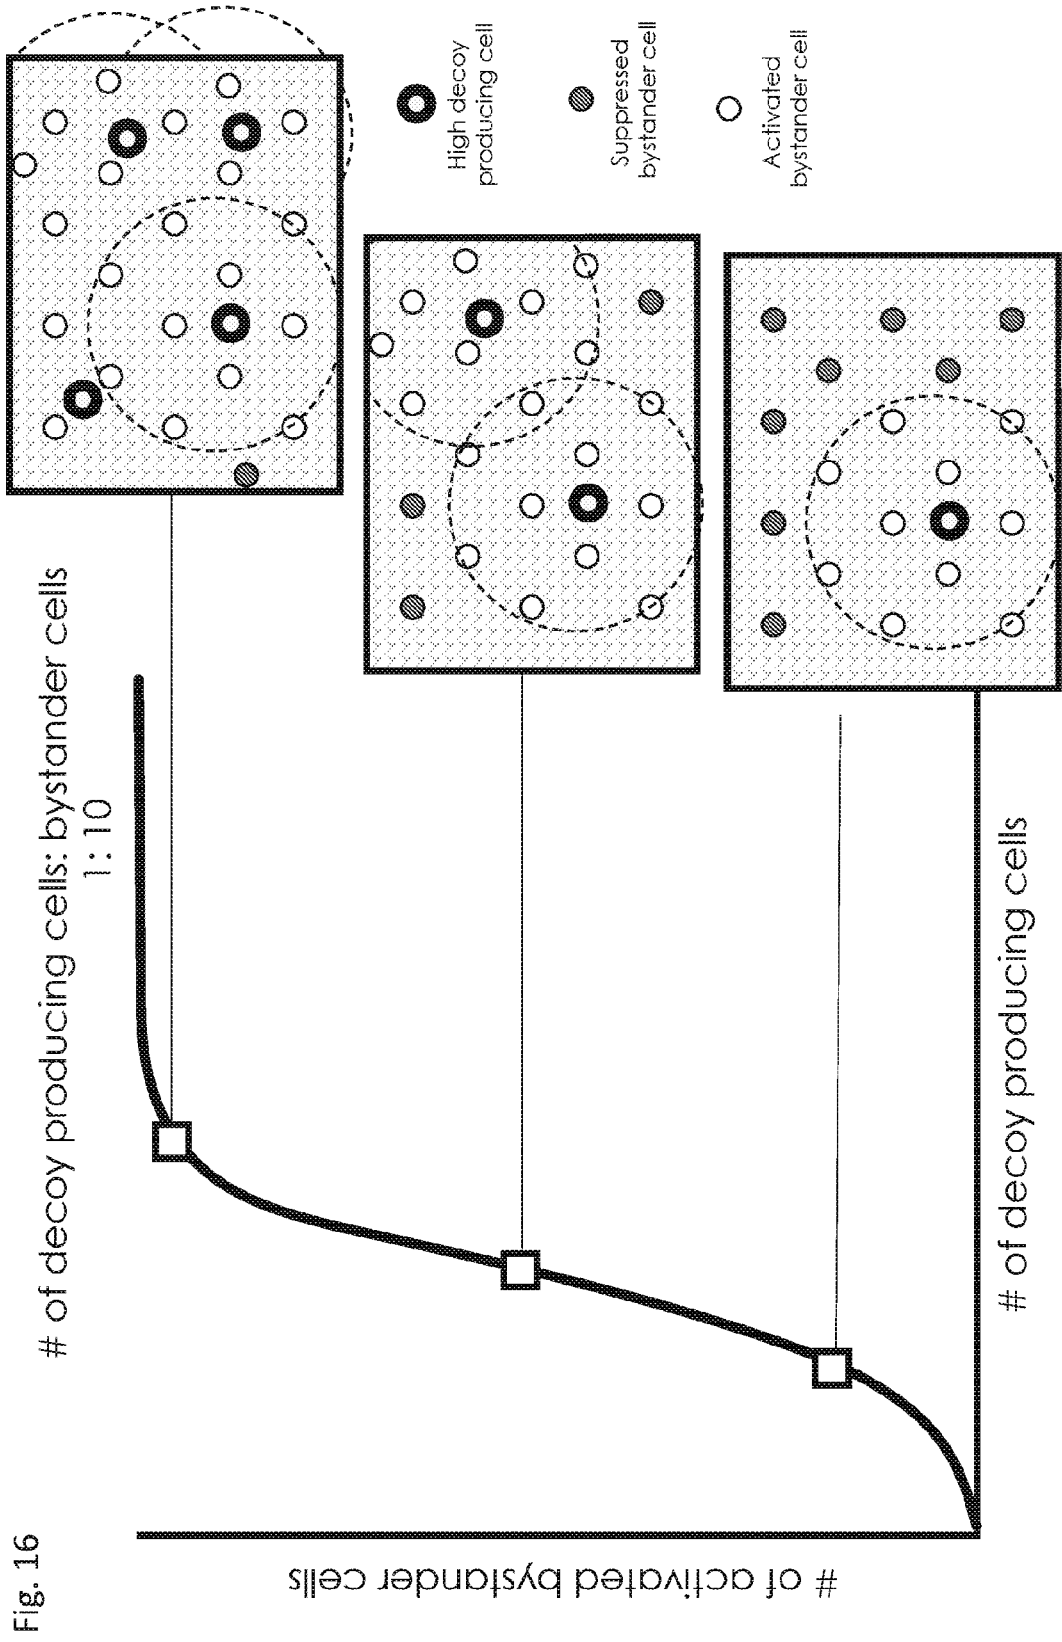 Fig. 16
# of decoy producing cells: bystander cells
1:10
# of activated bystander cells
# of decoy producing cells
High decoy
producing cell
Suppressed
bystander cell
Activated
bystander cell